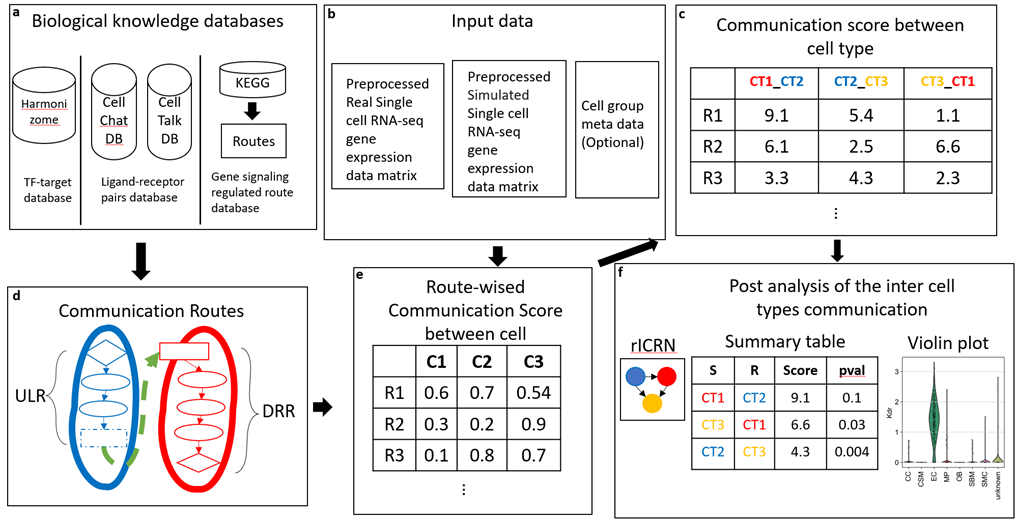 a
Biological knowledge databases
Harmoni
zome
Cell
Chat
DB
Cell
Talk
DB
KEGG
Routes
TF-target
database
Ligand-receptor
pairs database
Gene signaling
regulated route
database
b
Input data
Preprocessed
Real Single
cell RNA-seq
gene
expression
data matrix
Preprocessed
Simulated
Single cell
RNA-seq
gene
expression
data matrix
Cell group
meta data
(Optional)
c
Communication score between
cell type
CT1_CT2 CT2_CT3 CT3_CT1
R1 9.1 5.4 1.1
R2 6.1 2.5 6.6
R3 3.3 4.3 2.3
⋮
d
Communication Routes
ULR
DRR
e
Route-wised
Communication Score
between cell
C1 C2 C3
R1 0.6 0.7 0.54
R2 0.3 0.2 0.9
R3 0.1 0.8 0.7
⋮
f
Post analysis of the inter cell
types communication
rICRN
Summary table
S R Score pval
CT1 CT2 9.1 0.1
CT3 CT1 6.6 0.03
CT2 CT3 4.3 0.004
Violin plot
Kdr
3
2
1
0
CC CSM EC MP OB SBM SMC unknown